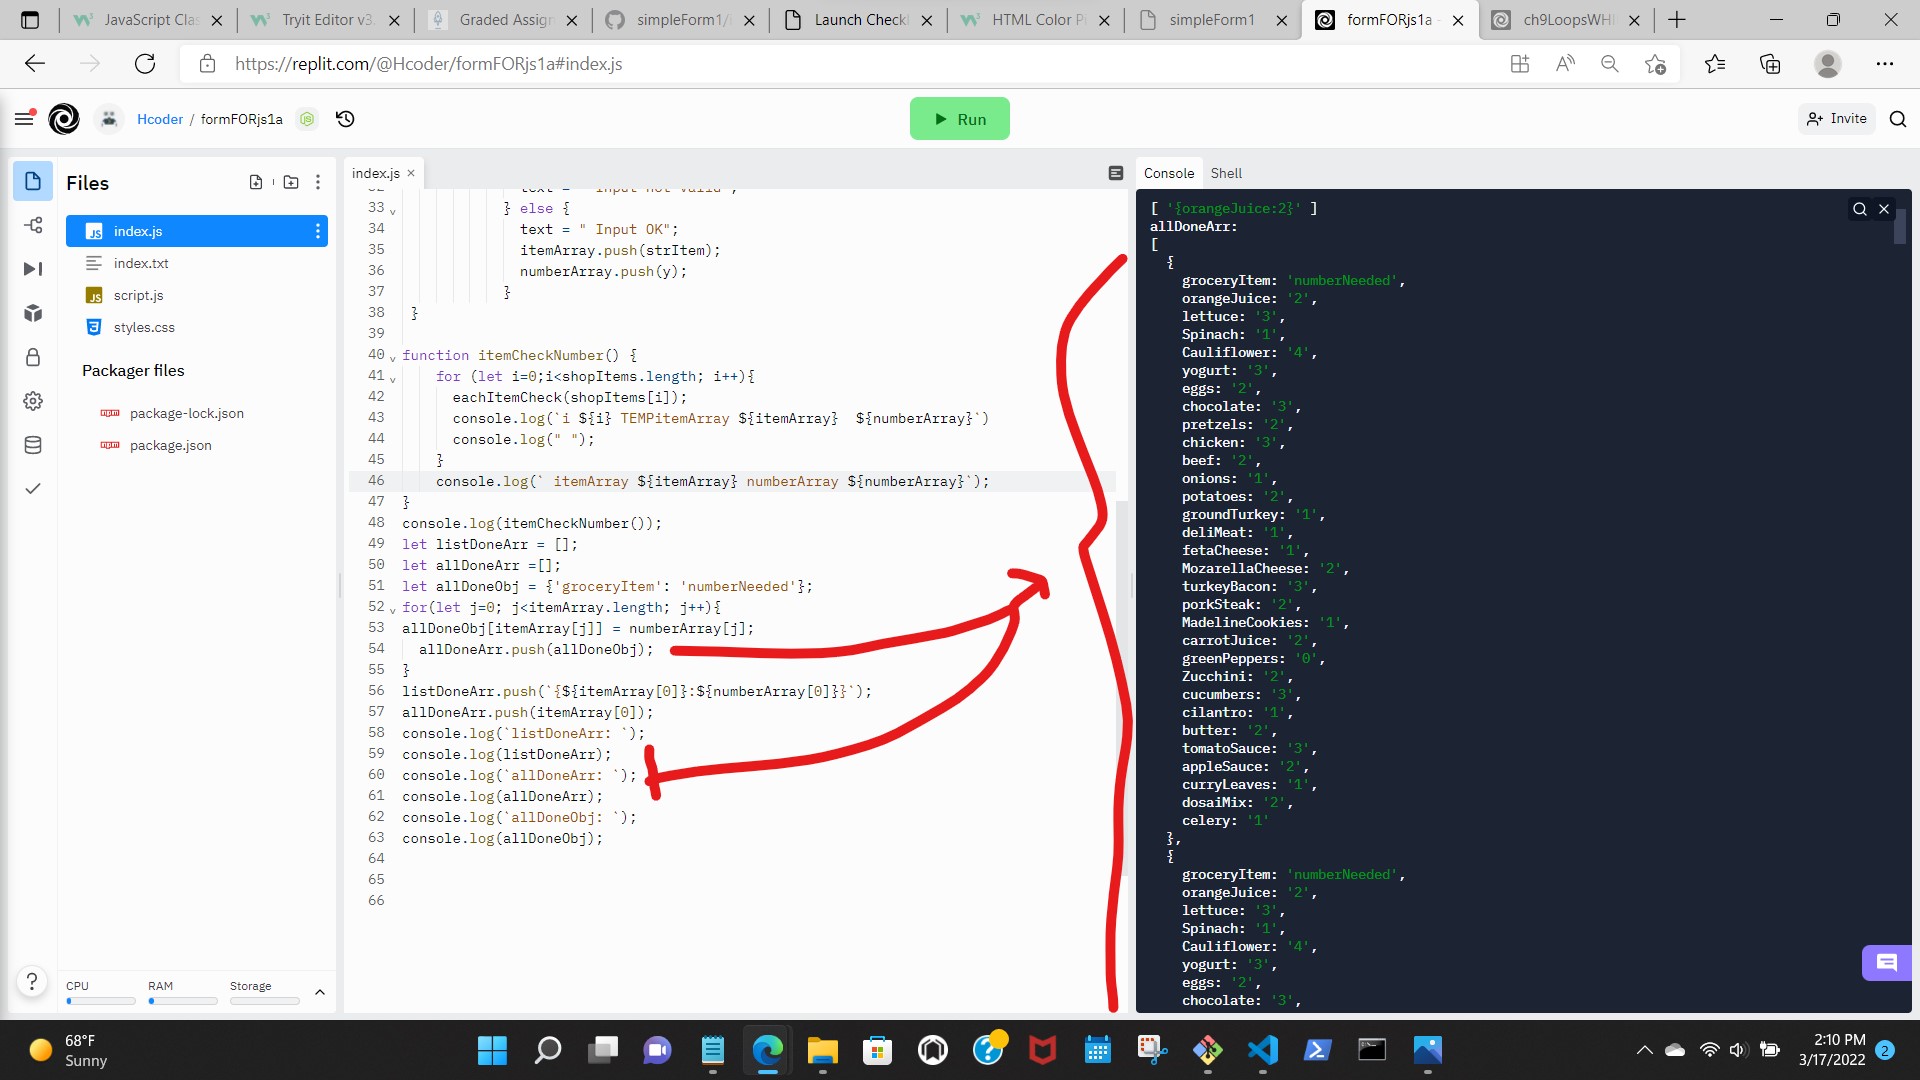 JavaScript Clas
Tryit Editor v3.
Graded Assign
simpleForm1/
Launch Checkl
HTML Color P
simpleForm1
formFORjs1a -
ch9LoopsWHI
https://replit.com/@Hcoder/formFORjs1a#index.js
Hcoder / formFORjs1a
Run
Invite
Files
index.js
index.txt
script.js
styles.css
Packager files
package-lock.json
package.json
CPU RAM Storage
index.js
32 text = " Input not valid";
33 } else {
34 text = " Input OK";
35 itemArray.push(strItem);
36 numberArray.push(y);
37 }
38 }
39
40 function itemCheckNumber() {
41 for (let i=0;i<shopItems.length; i++){
42 eachItemCheck(shopItems[i]);
43 console.log(`i ${i} TEMPitemArray ${itemArray}  ${numberArray}`)
44 console.log(" ");
45 }
46 console.log(` itemArray ${itemArray} numberArray ${numberArray}`);
47 }
48 console.log(itemCheckNumber());
49 let listDoneArr = [];
50 let allDoneArr =[];
51 let allDoneObj = {'groceryItem': 'numberNeeded'};
52 for(let j=0; j<itemArray.length; j++){
53 allDoneObj[itemArray[j]] = numberArray[j];
54 allDoneArr.push(allDoneObj);
55 }
56 listDoneArr.push(`{${itemArray[0]}:${numberArray[0]}}`);
57 allDoneArr.push(itemArray[0]);
58 console.log(`listDoneArr: `);
59 console.log(listDoneArr);
60 console.log(`allDoneArr: `);
61 console.log(allDoneArr);
62 console.log(`allDoneObj: `);
63 console.log(allDoneObj);
64
65
66
Console Shell
[ '{orangeJuice:2}' ]
allDoneArr:
[
{
groceryItem: 'numberNeeded',
orangeJuice: '2',
lettuce: '3',
Spinach: '1',
Cauliflower: '4',
yogurt: '3',
eggs: '2',
chocolate: '3',
pretzels: '2',
chicken: '3',
beef: '2',
onions: '1',
potatoes: '2',
groundTurkey: '1',
deliMeat: '1',
fetaCheese: '1',
MozarellaCheese: '2',
turkeyBacon: '3',
porkSteak: '2',
MadelineCookies: '1',
carrotJuice: '2',
greenPeppers: '0',
Zucchini: '2',
cucumbers: '3',
cilantro: '1',
butter: '2',
tomatoSauce: '3',
appleSauce: '2',
curryLeaves: '1',
dosaiMix: '2',
celery: '1'
},
{
groceryItem: 'numberNeeded',
orangeJuice: '2',
lettuce: '3',
Spinach: '1',
Cauliflower: '4',
yogurt: '3',
eggs: '2',
chocolate: '3',
68°F
Sunny
2:10 PM
3/17/2022
2